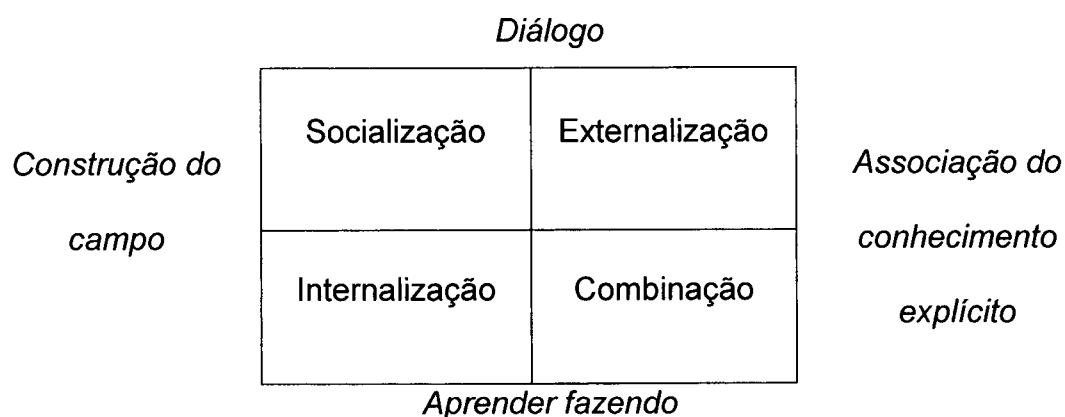 Diálogo
Socialização
Externalização
Construção do
campo
Associação do
conhecimento
explícito
Internalização
Combinação
Aprender fazendo